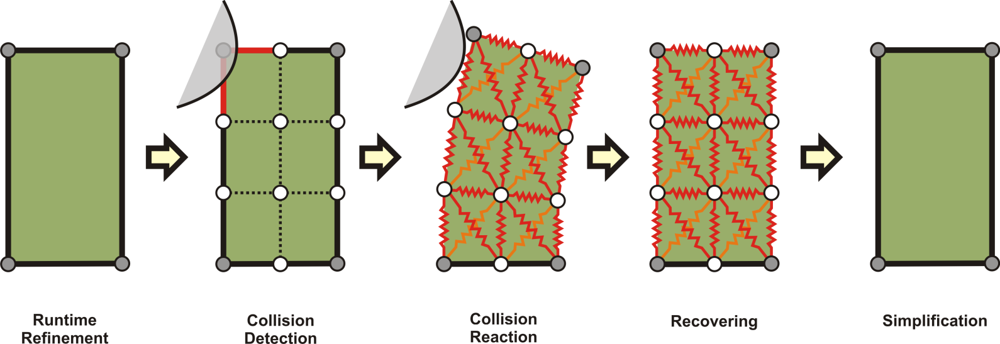 Runtime
Refinement
Collision
Detection
Collision
Reaction
Recovering
Simplification